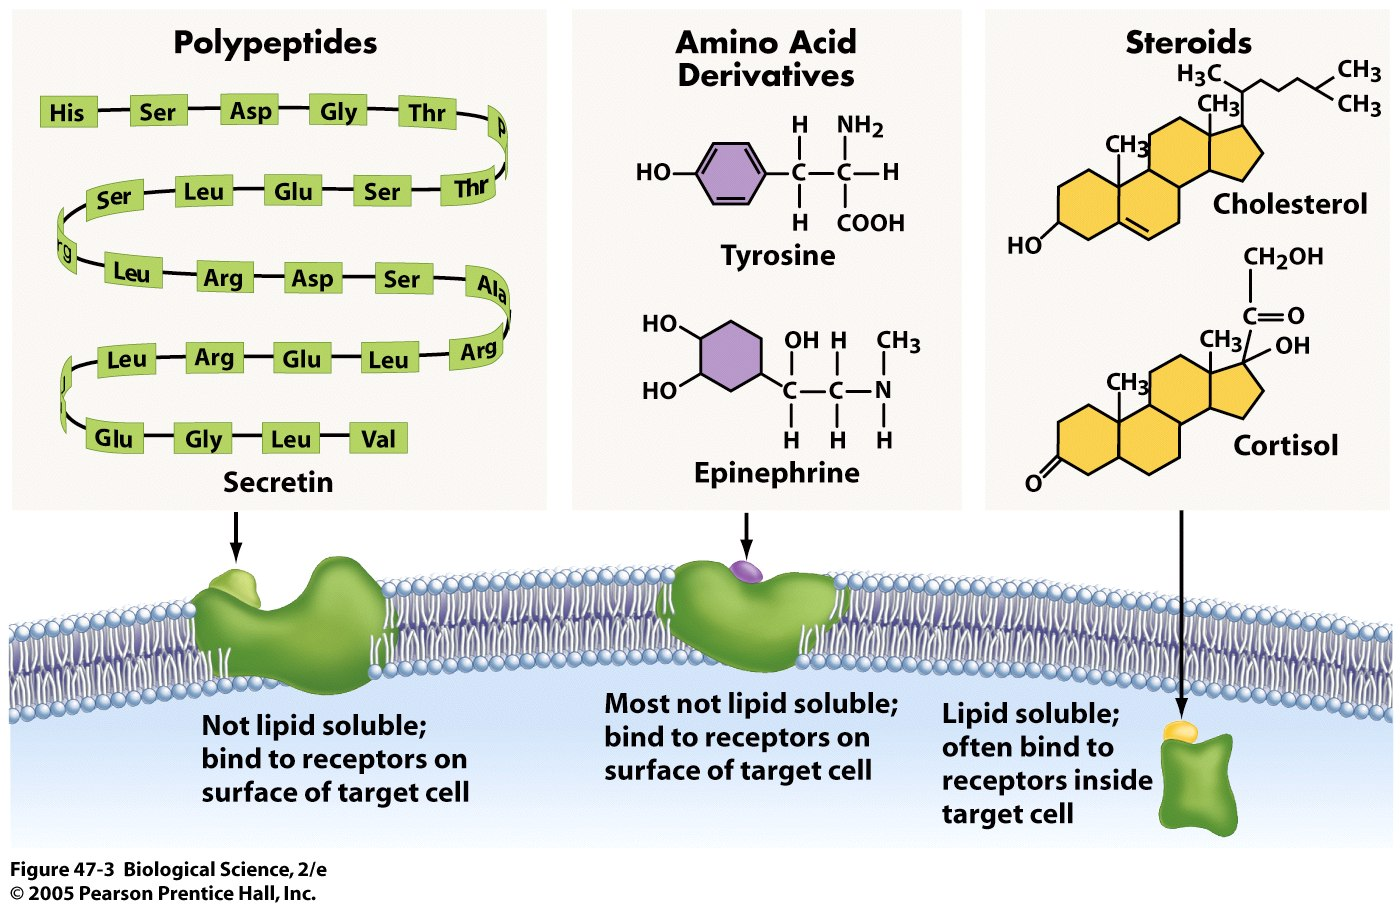 Polypeptides
His Ser Asp Gly Thr P
Ser Leu Glu Ser Thr
rg Leu Arg Asp Ser Ala
Leu Arg Glu Leu Arg
Glu Gly Leu Val
Secretin
Amino Acid
Derivatives
H NH₂
HO C C H
H COOH
Tyrosine
HO OH H CH₃
HO C C N
H H H
Epinephrine
Steroids
H₃C CH₃
CH₃ CH₃
CH₃
Cholesterol
HO
CH₂OH
C=O
CH₃ OH
CH₃
Cortisol
O
Not lipid soluble;
bind to receptors on
surface of target cell
Most not lipid soluble;
bind to receptors on
surface of target cell
Lipid soluble;
often bind to
receptors inside
target cell
Figure 47-3 Biological Science, 2/e
© 2005 Pearson Prentice Hall, Inc.